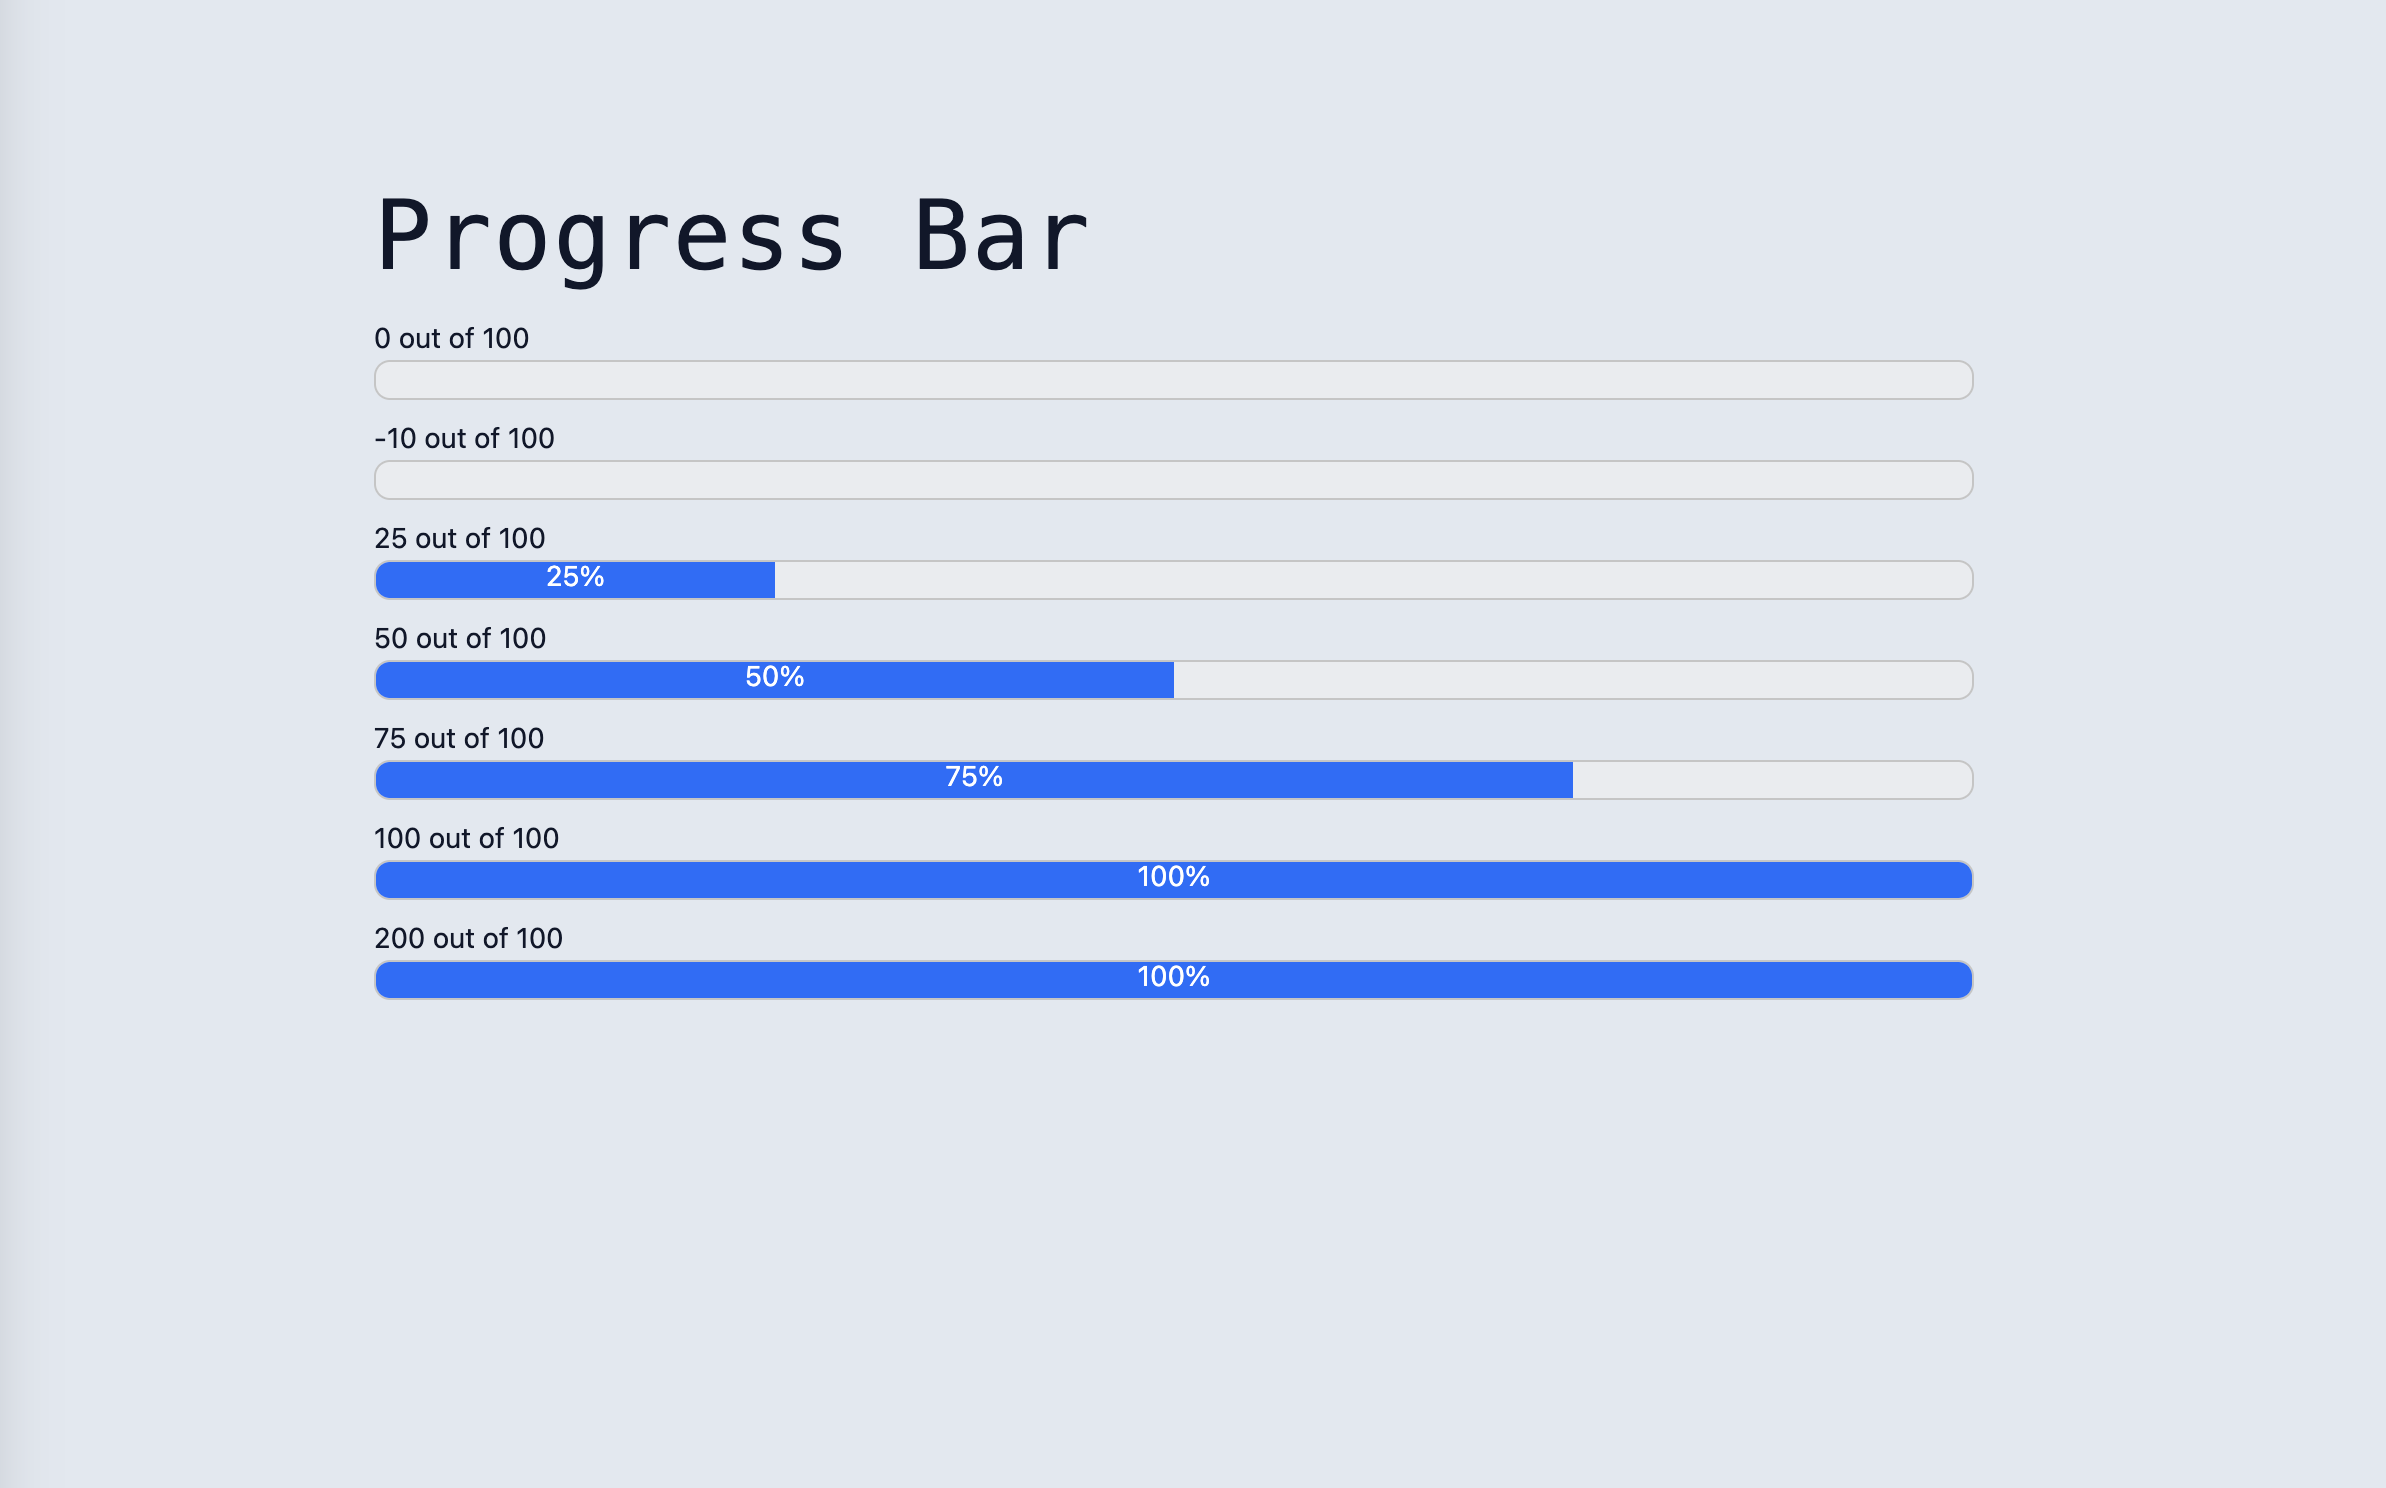 Progress Bar
0 out of 100
-10 out of 100
25 out of 100
25%
50 out of 100
50%
75 out of 100
75%
100 out of 100
100%
200 out of 100
100%